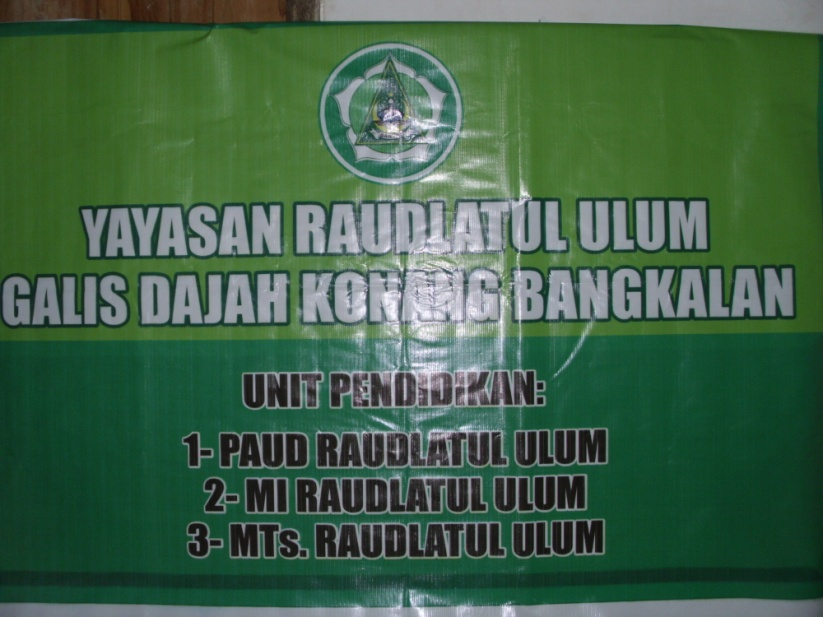 YAYASAN RAUDLATUL ULUM
GALIS DAJAH KONANG BANGKALAN
UNIT PENDIDIKAN:
1- PAUD RAUDLATUL ULUM
2- MI RAUDLATUL ULUM
3- MTs. RAUDLATUL ULUM